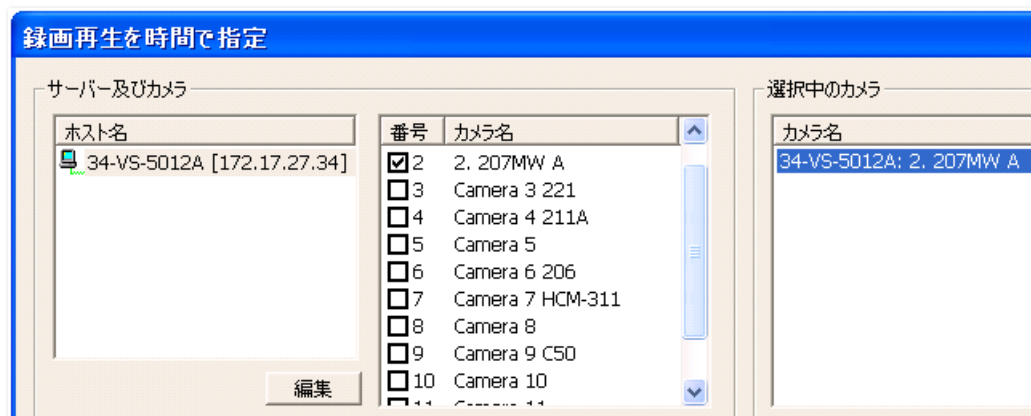 録画再生を時間で指定
サーバー及びカメラ
選択中のカメラ
ホスト名
34-VS-5012A [172.17.27.34]
編集
番号 カメラ名
2 2. 207MW A
3 Camera 3 221
4 Camera 4 211A
5 Camera 5
6 Camera 6 206
7 Camera 7 HCM-311
8 Camera 8
9 Camera 9 C50
10 Camera 10
カメラ名
34-VS-5012A: 2. 207MW A